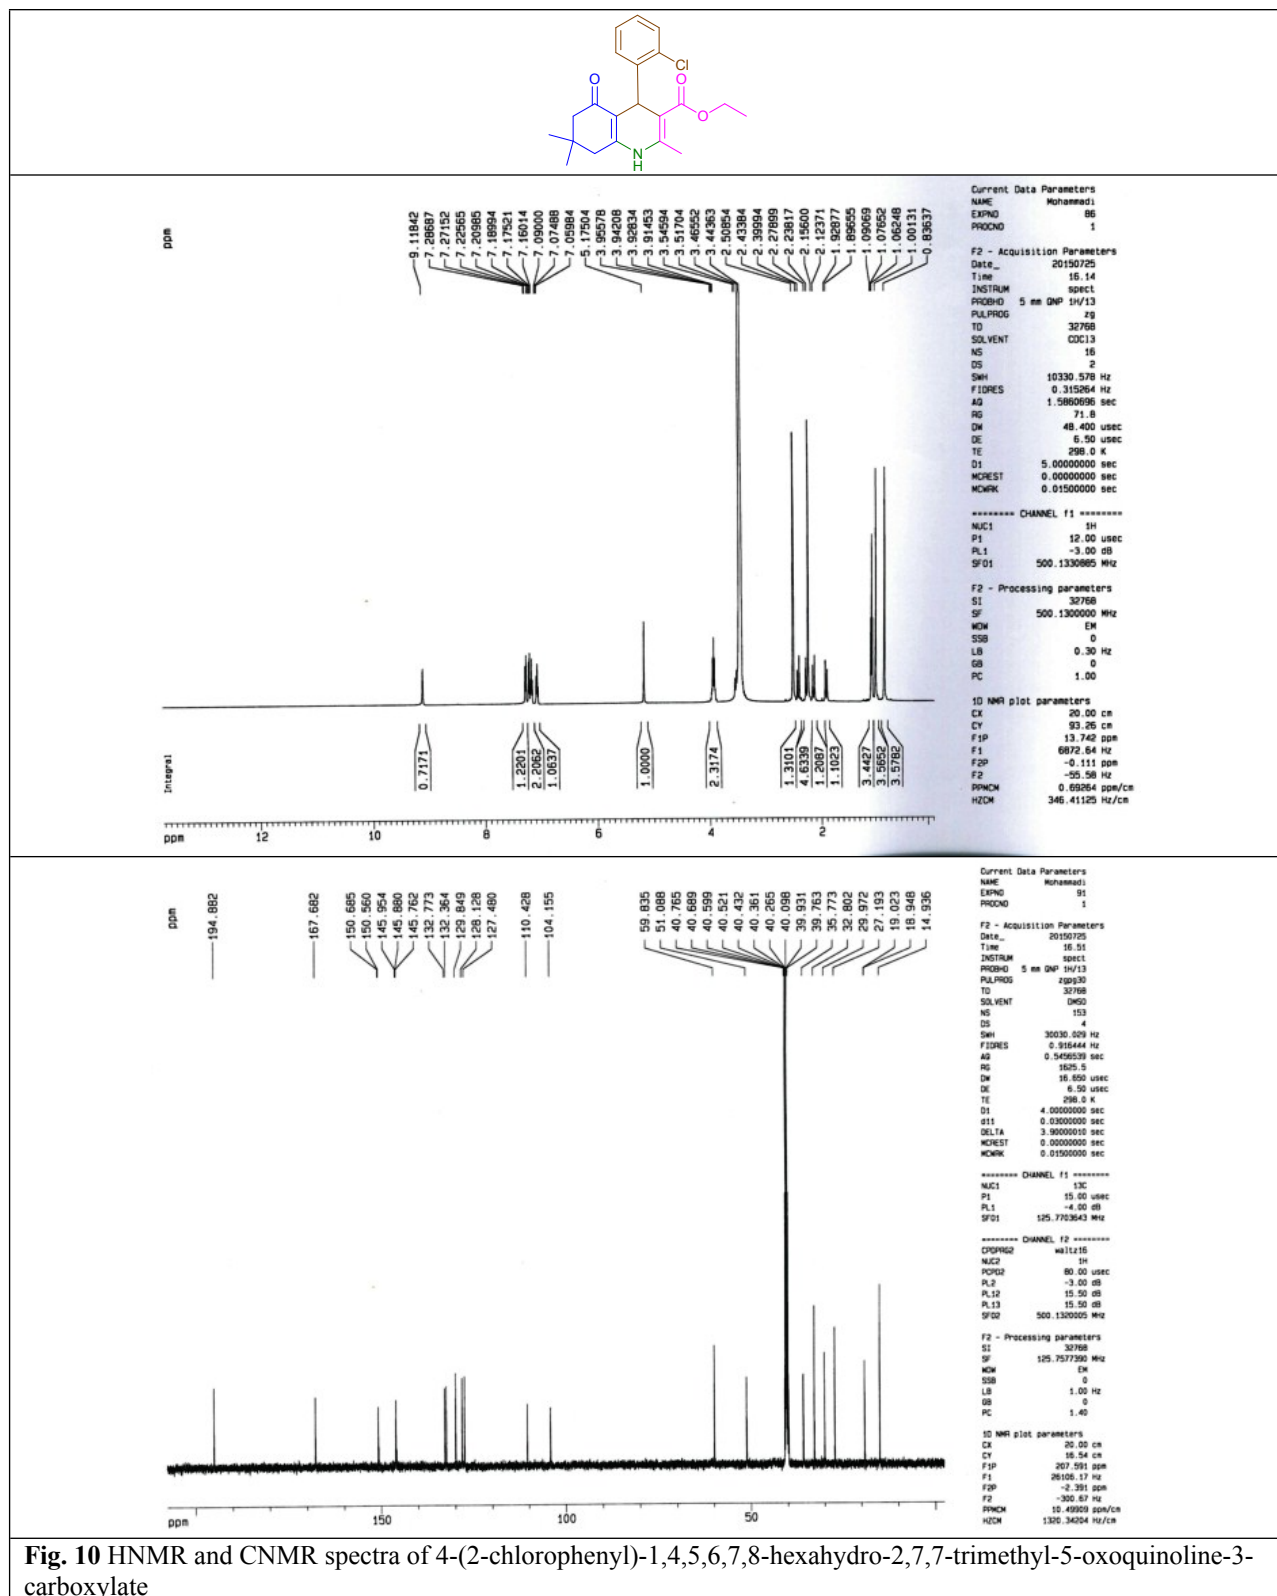 Cl
O
O
O
N
H
ppm
9.11842
7.28687
7.27152
7.22565
7.20985
7.18994
7.17521
7.16014
7.09000
7.07488
7.05984
5.17504
3.95578
3.94208
3.92834
3.91453
3.54594
3.51704
3.46552
3.44363
2.50854
2.43384
2.39994
2.27899
2.23817
2.15600
2.12371
1.92877
1.89655
1.09069
1.07652
1.06248
1.00131
0.83637
Current Data Parameters
NAME Mohammadi
EXPNO 86
PROCNO 1
F2 - Acquisition Parameters
Date_ 20150725
Time 16.14
INSTRUM spect
PROBHD 5 mm QNP 1H/13
PULPROG zg
TD 32768
SOLVENT CDCl3
NS 16
DS 2
SWH 10330.578 Hz
FIDRES 0.315264 Hz
AQ 1.5860696 sec
RG 71.8
DW 48.400 usec
DE 6.50 usec
TE 298.0 K
D1 5.00000000 sec
MCREST 0.00000000 sec
MCWRK 0.01500000 sec
======== CHANNEL f1 ========
NUC1 1H
P1 12.00 usec
PL1 -3.00 dB
SFO1 500.1330885 MHz
F2 - Processing parameters
SI 32768
SF 500.1300000 MHz
WDW EM
SSB 0
LB 0.30 Hz
GB 0
PC 1.00
1D NMR plot parameters
CX 20.00 cm
CY 93.26 cm
F1P 13.742 ppm
F1 6872.64 Hz
F2P -0.111 ppm
F2 -55.58 Hz
PPMCM 0.69264 ppm/cm
HZCM 346.41125 Hz/cm
Integral
0.7171
1.2201
2.2062
1.0637
1.0000
2.3174
1.3101
4.6339
1.2087
1.1023
3.4427
3.5652
3.5782
ppm 12 10 8 6 4 2
ppm
194.882
167.682
150.685
150.560
145.954
145.880
145.762
132.773
132.364
129.849
128.128
127.480
110.428
104.155
59.835
51.088
40.765
40.689
40.599
40.521
40.432
40.361
40.265
40.098
39.931
39.763
35.773
32.802
29.972
27.193
19.023
18.948
14.936
Current Data Parameters
NAME Mohammadi
EXPNO 91
PROCNO 1
F2 - Acquisition Parameters
Date_ 20150725
Time 16.51
INSTRUM spect
PROBHD 5 mm QNP 1H/13
PULPROG zgpg30
TD 32768
SOLVENT DMSO
NS 153
DS 4
SWH 30030.029 Hz
FIDRES 0.916444 Hz
AQ 0.5456539 sec
RG 1625.5
DW 16.650 usec
DE 6.50 usec
TE 298.0 K
D1 4.00000000 sec
d11 0.03000000 sec
DELTA 3.90000010 sec
MCREST 0.00000000 sec
MCWRK 0.01500000 sec
======== CHANNEL f1 ========
NUC1 13C
P1 15.00 usec
PL1 -4.00 dB
SFO1 125.7703643 MHz
======== CHANNEL f2 ========
CPDPRG2 waltz16
NUC2 1H
PCPD2 80.00 usec
PL2 -3.00 dB
PL12 15.50 dB
PL13 15.50 dB
SFO2 500.1320005 MHz
F2 - Processing parameters
SI 32768
SF 125.7577390 MHz
WDW EM
SSB 0
LB 1.00 Hz
GB 0
PC 1.40
1D NMR plot parameters
CX 20.00 cm
CY 16.54 cm
F1P 207.591 ppm
F1 26106.17 Hz
F2P -2.391 ppm
F2 -300.67 Hz
PPMCM 10.49909 ppm/cm
HZCM 1320.34204 Hz/cm
ppm 150 100 50
Fig. 10 HNMR and CNMR spectra of 4-(2-chlorophenyl)-1,4,5,6,7,8-hexahydro-2,7,7-trimethyl-5-oxoquinoline-3-
carboxylate